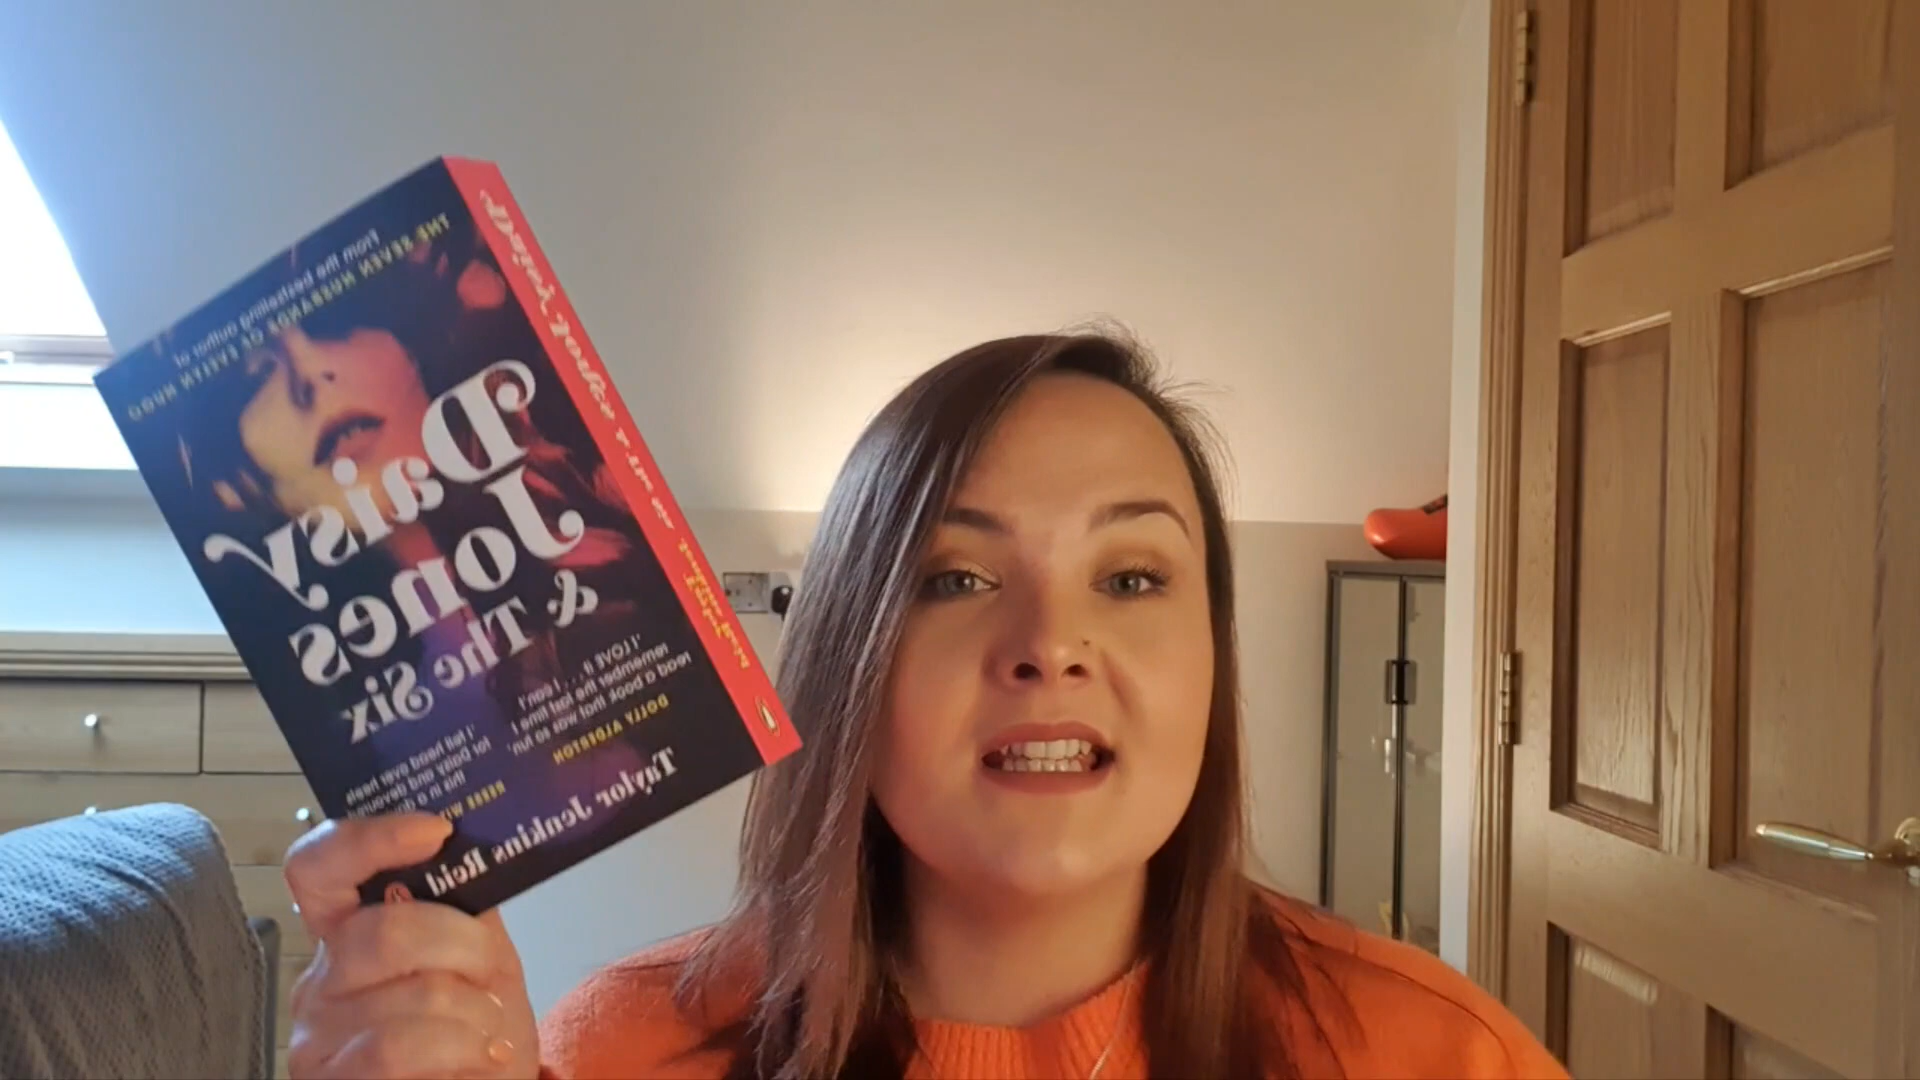 From the bestselling author of
THE SEVEN HUSBANDS OF EVELYN HUGO
Daisy
Jones
& The Six
'I LOVE it . . . I can't
remember the last time I
read a book that was so fun'
DOLLY ALDERTON
'I fell head over heels
for Daisy and devoured
this in a
REESE
Taylor Jenkins Reid